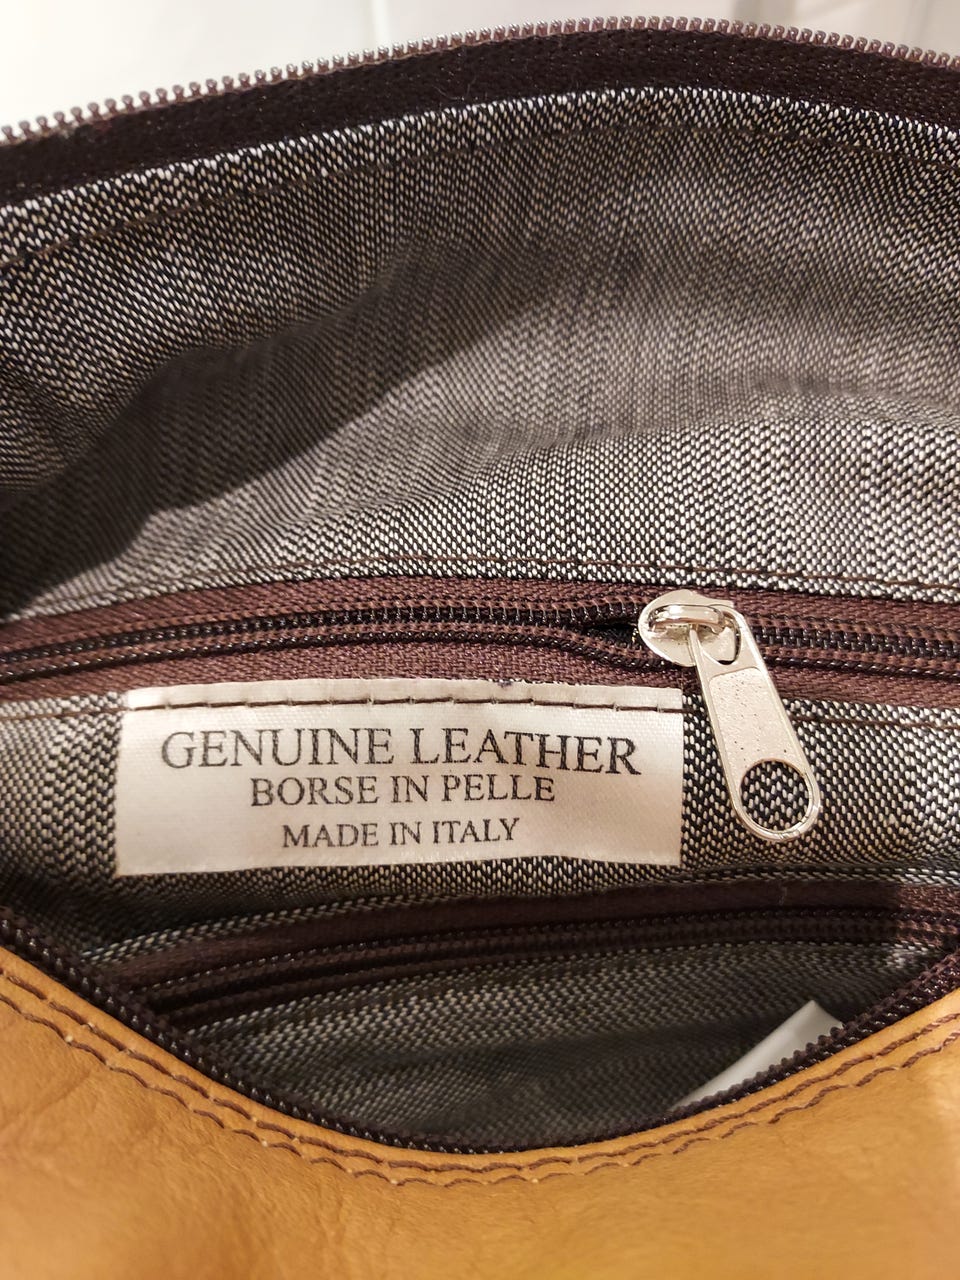 GENUINE LEATHER
BORSE IN PELLE
MADE IN ITALY